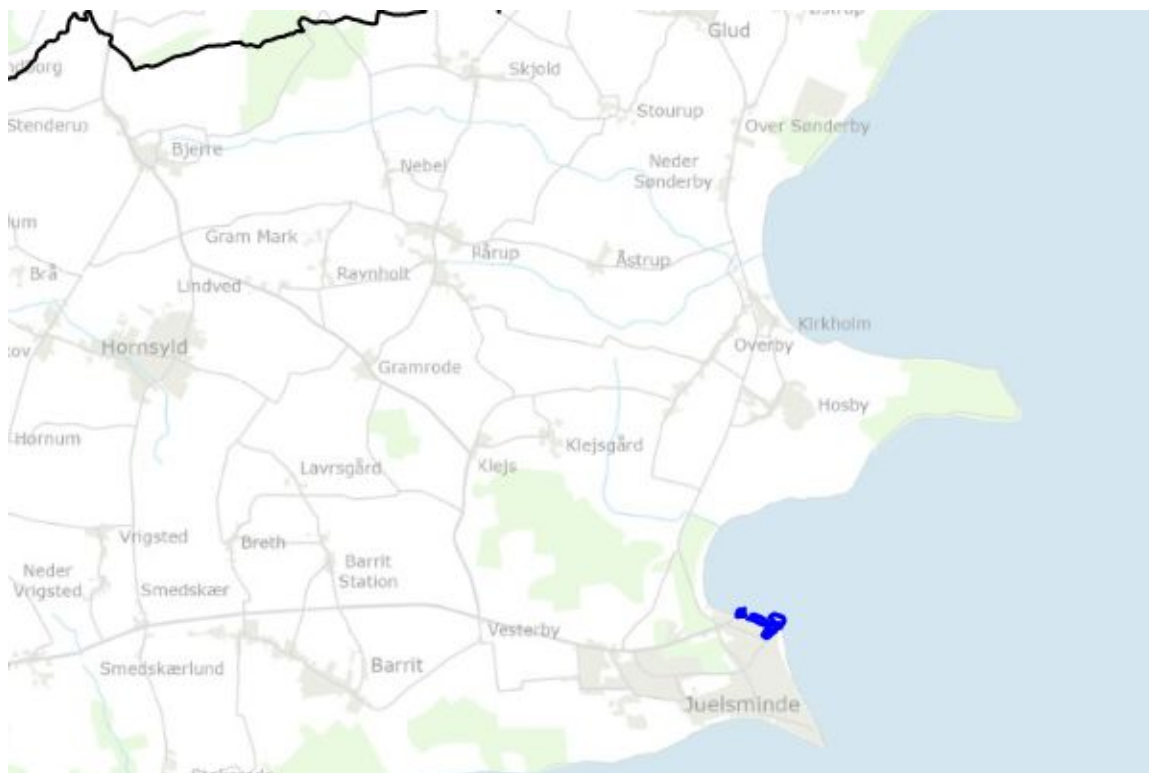 Glud
Skjold
Stourup
Stenderup
Over Sønderby
Bjerre
Nebel
Neder
Sønderby
Gram Mark
Rårup
Åstrup
Brå
Lindved
Ravnholt
Kirkholm
Hornsyld
Overby
Gramrode
Hosby
Hornum
Klejsgård
Lavrsgård
Klejs
Vrigsted
Breth
Neder
Vrigsted
Barrit
Station
Smedskær
Vesterby
Smedskærlund
Barrit
Juelsminde